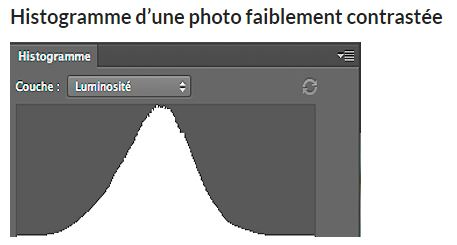 Histogramme d’une photo faiblement contrastée
Histogramme
Couche : Luminosité